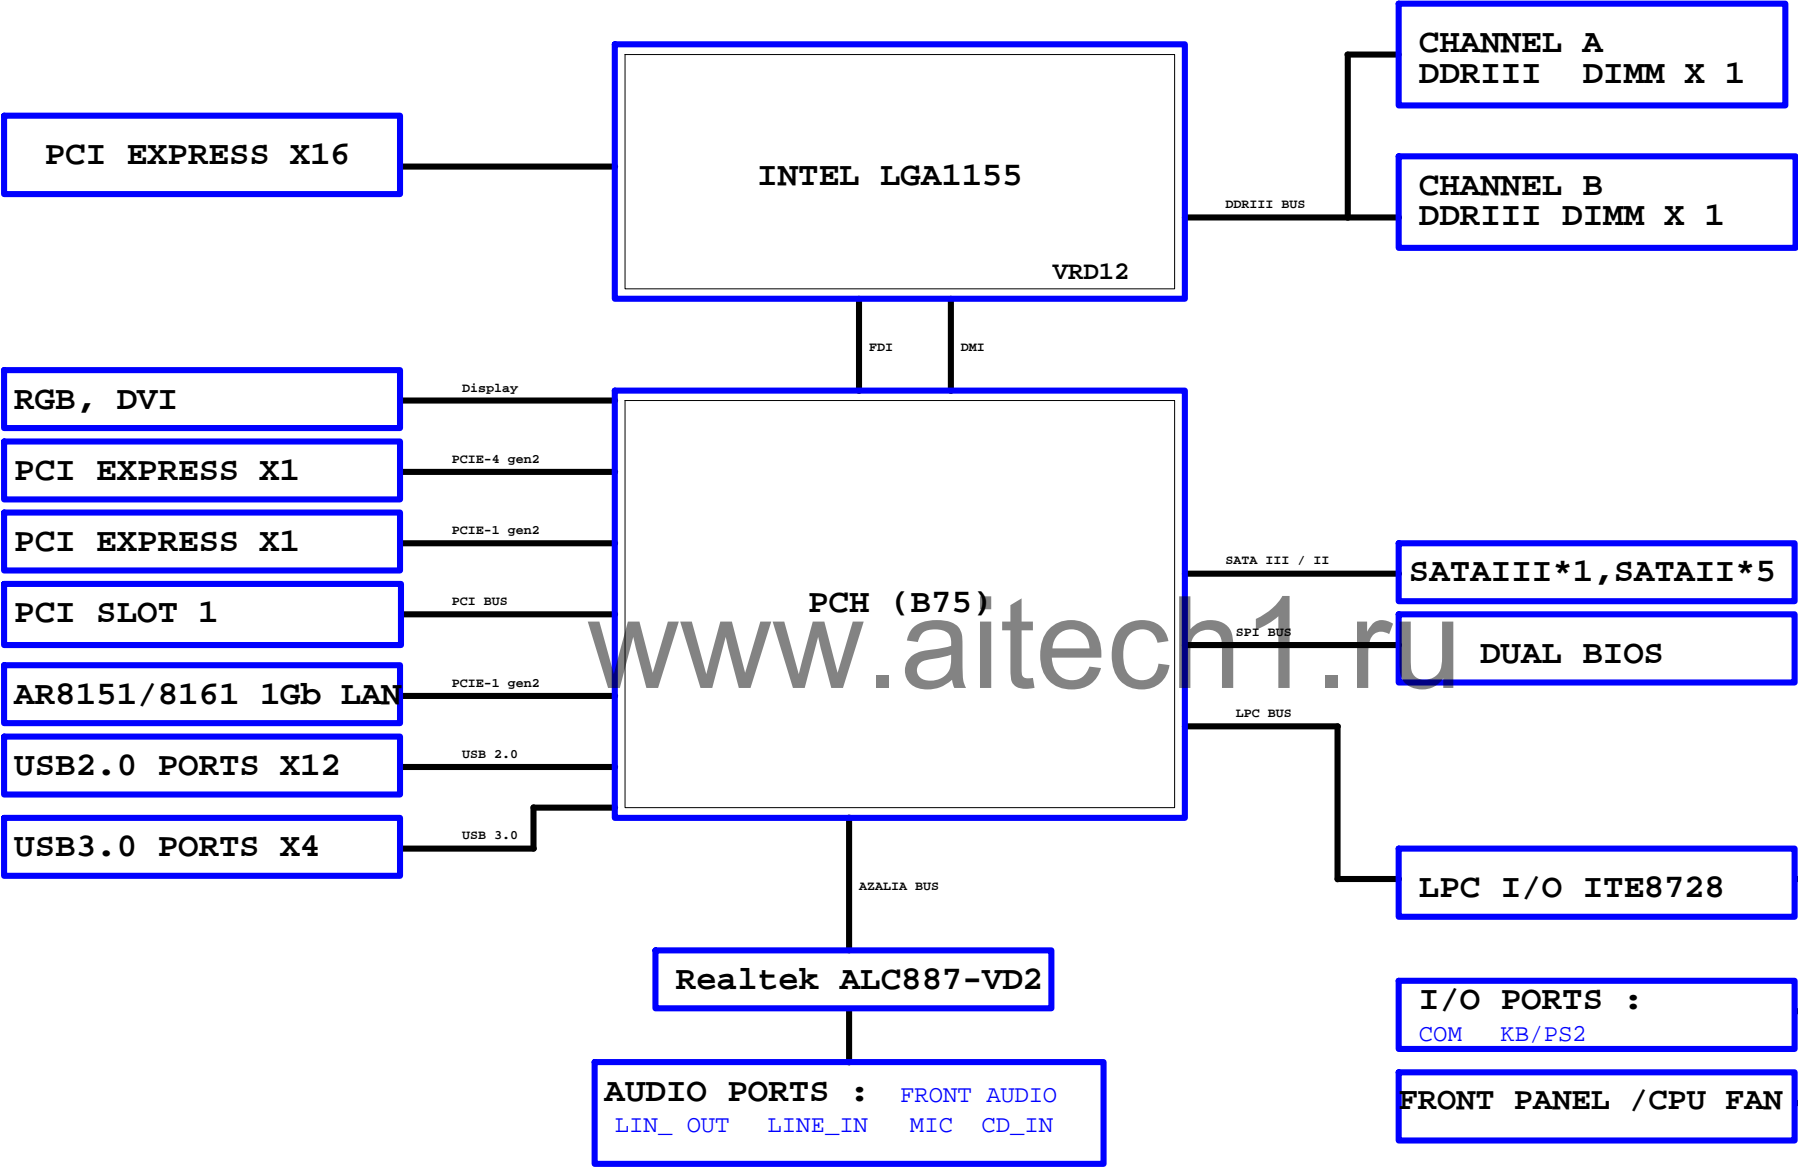 CHANNEL A
DDRIII DIMM X 1
PCI EXPRESS X16
INTEL LGA1155
CHANNEL B
DDRIII DIMM X 1
DDRIII BUS
VRD12
FDI
DMI
RGB, DVI
Display
PCI EXPRESS X1
PCIE-4 gen2
PCI EXPRESS X1
PCIE-1 gen2
PCI SLOT 1
PCI BUS
AR8151/8161 1Gb LAN
PCIE-1 gen2
USB2.0 PORTS X12
USB 2.0
USB3.0 PORTS X4
USB 3.0
PCH (B75)
www.aitech1.ru
SATA III / II
SATAIII*1,SATAII*5
SPI BUS
DUAL BIOS
LPC BUS
LPC I/O ITE8728
AZALIA BUS
Realtek ALC887-VD2
I/O PORTS :
COM KB/PS2
AUDIO PORTS : FRONT AUDIO
LIN_ OUT LINE_IN MIC CD_IN
FRONT PANEL /CPU FAN